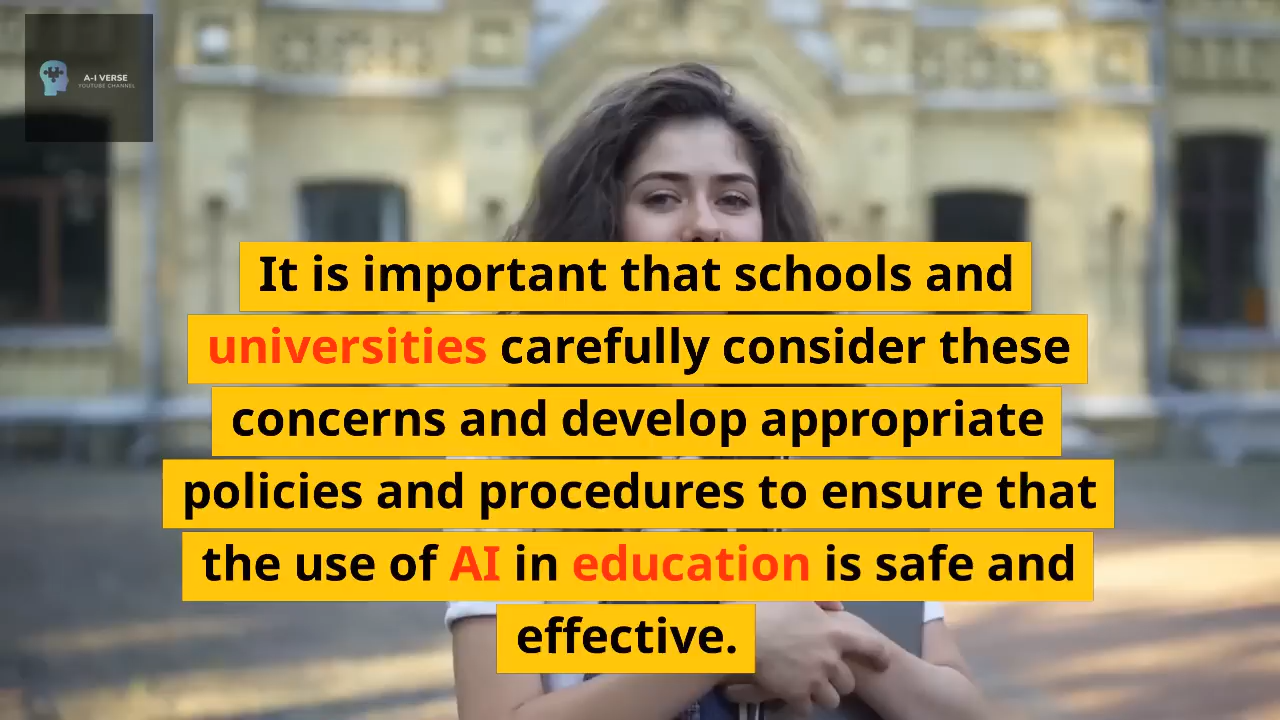 A-I VERSE
YOUTUBE CHANNEL
It is important that schools and
universities carefully consider these
concerns and develop appropriate
policies and procedures to ensure that
the use of AI in education is safe and
effective.